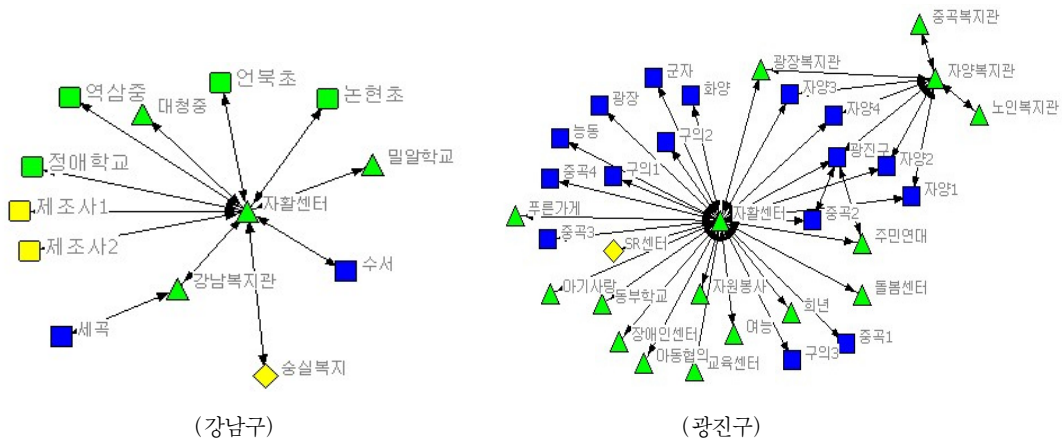 언북초
역삼중
논현초
대청중
밀알학교
정애학교
제조사1
자활센터
제조사2
수서
강남복지관
세곡
숭실복지
(강남구)
중곡복지관
자양복지관
광장복지관
군자
화양
자양3
노인복지관
광장
자양4
능동
구의2
광진구
자양2
중곡4
구의1
자양1
푸른가게
자활센터
중곡2
중곡3
SR센터
주민연대
아기사랑
동부학교
자원봉사
돌봄센터
희년
장애인센터
여능
중곡1
아동협의
교육센터
구의3
(광진구)